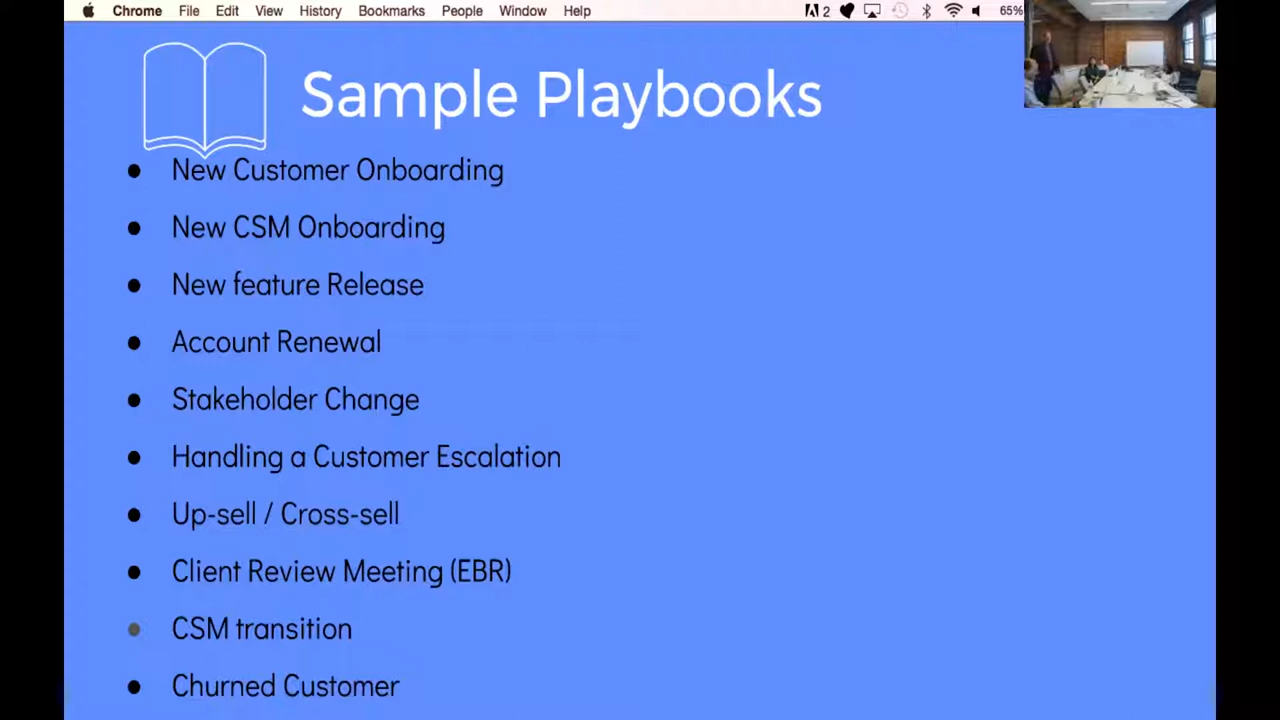 Chrome File Edit View History Bookmarks People Window Help 2 65%
Sample Playbooks
New Customer Onboarding
New CSM Onboarding
New feature Release
Account Renewal
Stakeholder Change
Handling a Customer Escalation
Up-sell / Cross-sell
Client Review Meeting (EBR)
CSM transition
Churned Customer